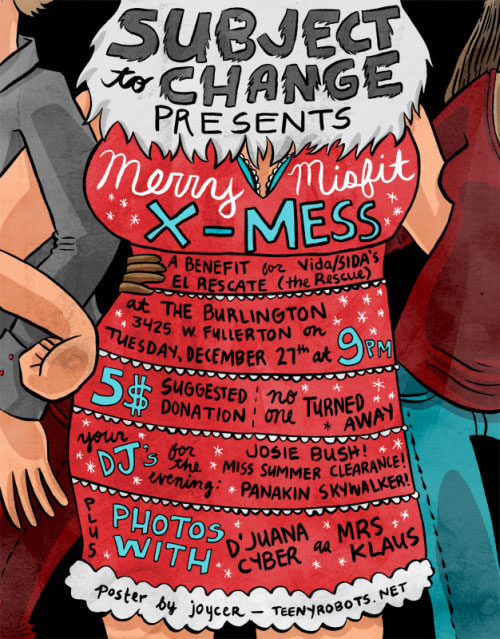 SUBJECT
to CHANGE
PRESENTS
Merry Misfit
X-MESS
A BENEFIT for Vida/SIDA's
EL RESCATE (the Rescue)
at THE BURLINGTON
3425 W. FULLERTON on
TUESDAY, DECEMBER 27th at 9PM
5$ SUGGESTED DONATION no one TURNED AWAY
your DJ's for the evening:
JOSIE BUSH!
MISS SUMMER CLEARANCE!
PANAKIN SKYWALKER!
PLUS
PHOTOS WITH
D'JUANA CYBER as MRS KLAUS
poster by joycer – TEENYROBOTS.NET